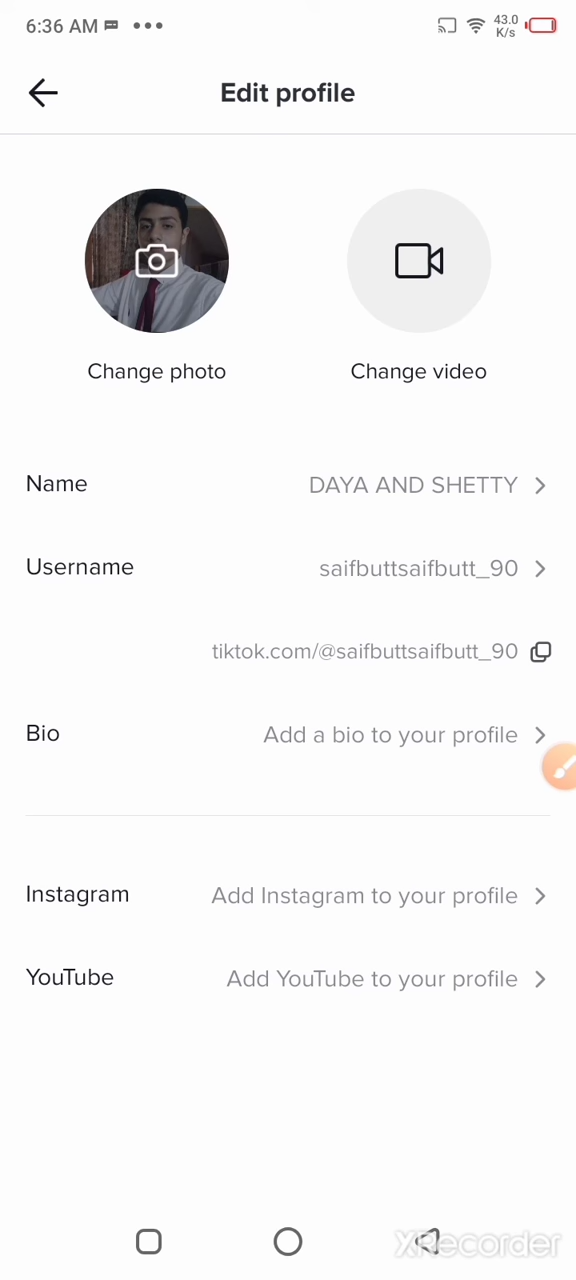 6:36 AM
43.0
K/s
Edit profile
Change photo
Change video
Name
DAYA AND SHETTY
Username
saifbuttsaifbutt_90
tiktok.com/@saifbuttsaifbutt_90
Bio
Add a bio to your profile
Instagram
Add Instagram to your profile
YouTube
Add YouTube to your profile
XRecorder